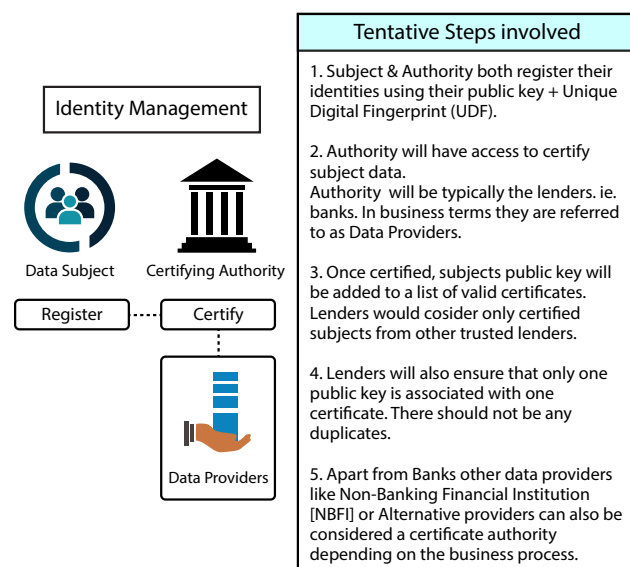 Identity Management
Data Subject
Certifying Authority
Register
Certify
Data Providers
Tentative Steps involved
1. Subject & Authority both register their
identities using their public key + Unique
Digital Fingerprint (UDF).
2. Authority will have access to certify
subject data.
Authority will be typically the lenders. ie.
banks. In business terms they are referred
to as Data Providers.
3. Once certified, subjects public key will
be added to a list of valid certificates.
Lenders would cosider only certified
subjects from other trusted lenders.
4. Lenders will also ensure that only one
public key is associated with one
certificate. There should not be any
duplicates.
5. Apart from Banks other data providers
like Non-Banking Financial Institution
[NBFI] or Alternative providers can also be
considered a certificate authority
depending on the business process.